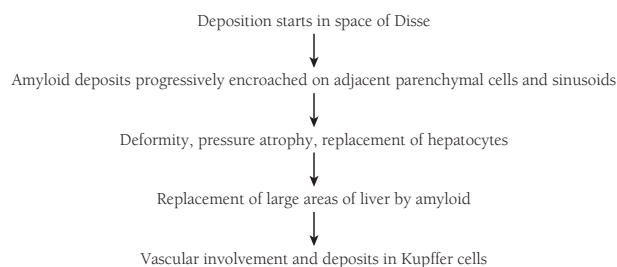 Deposition starts in space of Disse
Amyloid deposits progressively encroached on adjacent parenchymal cells and sinusoids
Deformity, pressure atrophy, replacement of hepatocytes
Replacement of large areas of liver by amyloid
Vascular involvement and deposits in Kupffer cells